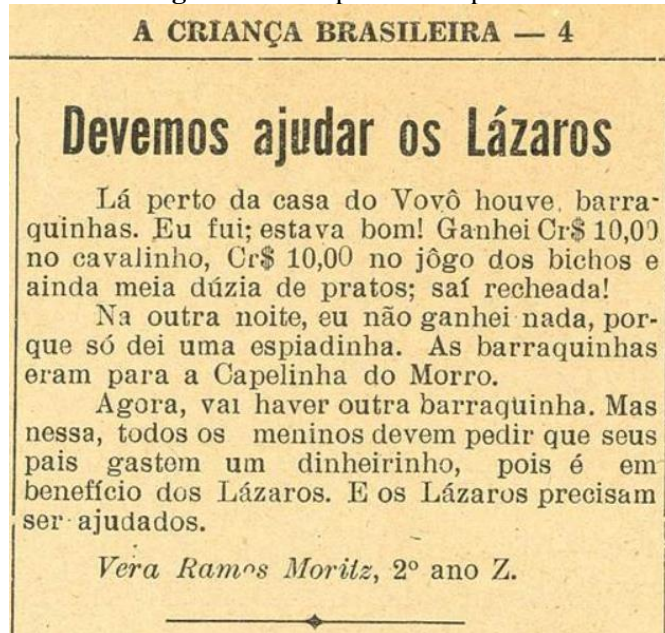 A CRIANÇA BRASILEIRA — 4
Devemos ajudar os Lázaros
Lá perto da casa do Vovô houve barra-
quinhas. Eu fui; estava bom! Ganhei Cr$ 10,00
no cavalinho, Cr$ 10,00 no jôgo dos bichos e
ainda meia dúzia de pratos; saí recheada!
Na outra noite, eu não ganhei nada, por-
que só dei uma espiadinha. As barraquinhas
eram para a Capelinha do Morro.
Agora, vai haver outra barraquinha. Mas
nessa, todos os meninos devem pedir que seus
pais gastem um dinheirinho, pois é em
benefício dos Lázaros. E os Lázaros precisam
ser ajudados.
Vera Ramos Moritz, 2º ano Z.